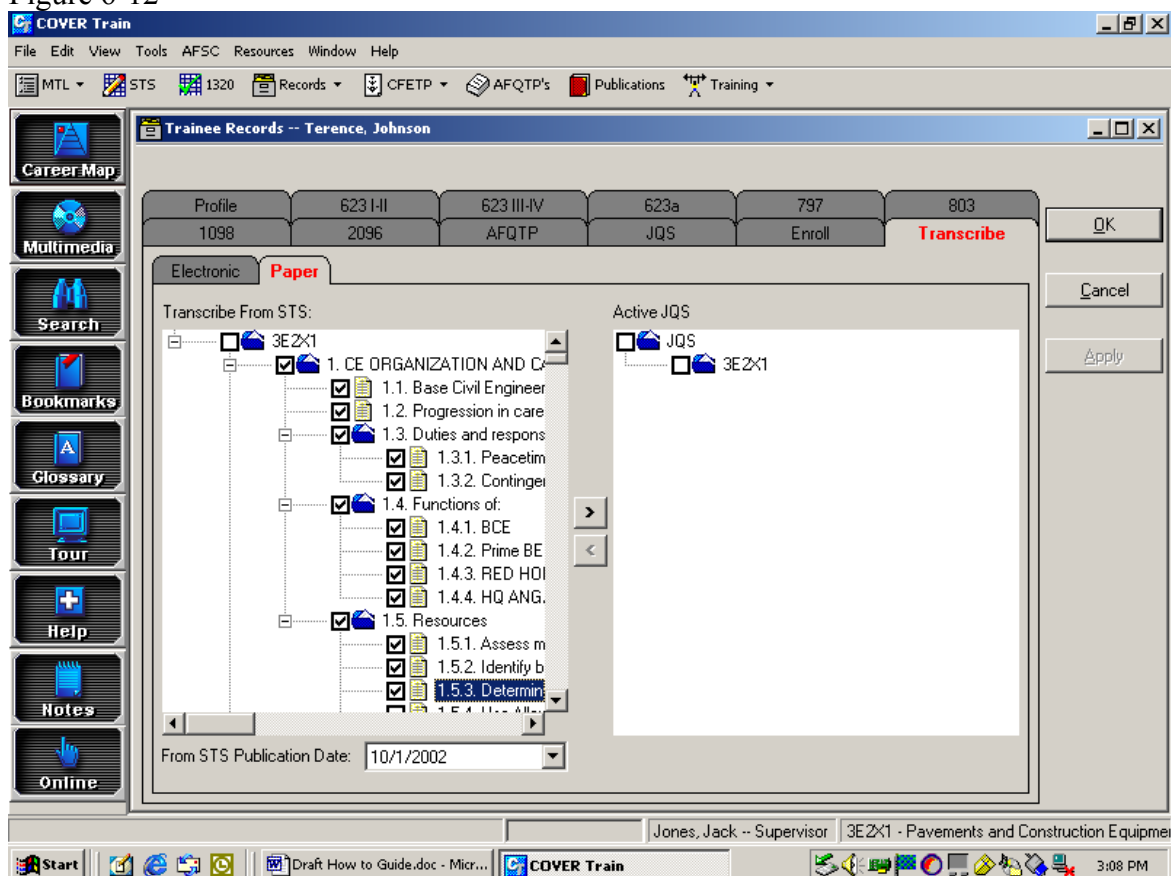 Figure 6-12
COVER Train
File Edit View Tools AFSC Resources Window Help
MTL STS 1320 Records CFETP AFQTP's Publications Training
Trainee Records -- Terence, Johnson
Career Map
Multimedia
Search
Bookmarks
Glossary
Tour
Help
Notes
Online
Profile 623 I-II 623 III-IV 623a 797 803
1098 2096 AFQTP JQS Enroll Transcribe
Electronic Paper
Transcribe From STS:
3E2X1
1. CE ORGANIZATION AND CA
1.1. Base Civil Engineer
1.2. Progression in care
1.3. Duties and respons
1.3.1. Peacetim
1.3.2. Continger
1.4. Functions of:
1.4.1. BCE
1.4.2. Prime BE
1.4.3. RED HO
1.4.4. HQ ANG.
1.5. Resources
1.5.1. Assess m
1.5.2. Identify b
1.5.3. Determin
From STS Publication Date: 10/1/2002
>
<
Active JQS
JQS
3E2X1
OK
Cancel
Apply
Jones, Jack -- Supervisor 3E2X1 - Pavements and Construction Equipme
Start Draft How to Guide.doc - Micr... COVER Train 3:08 PM